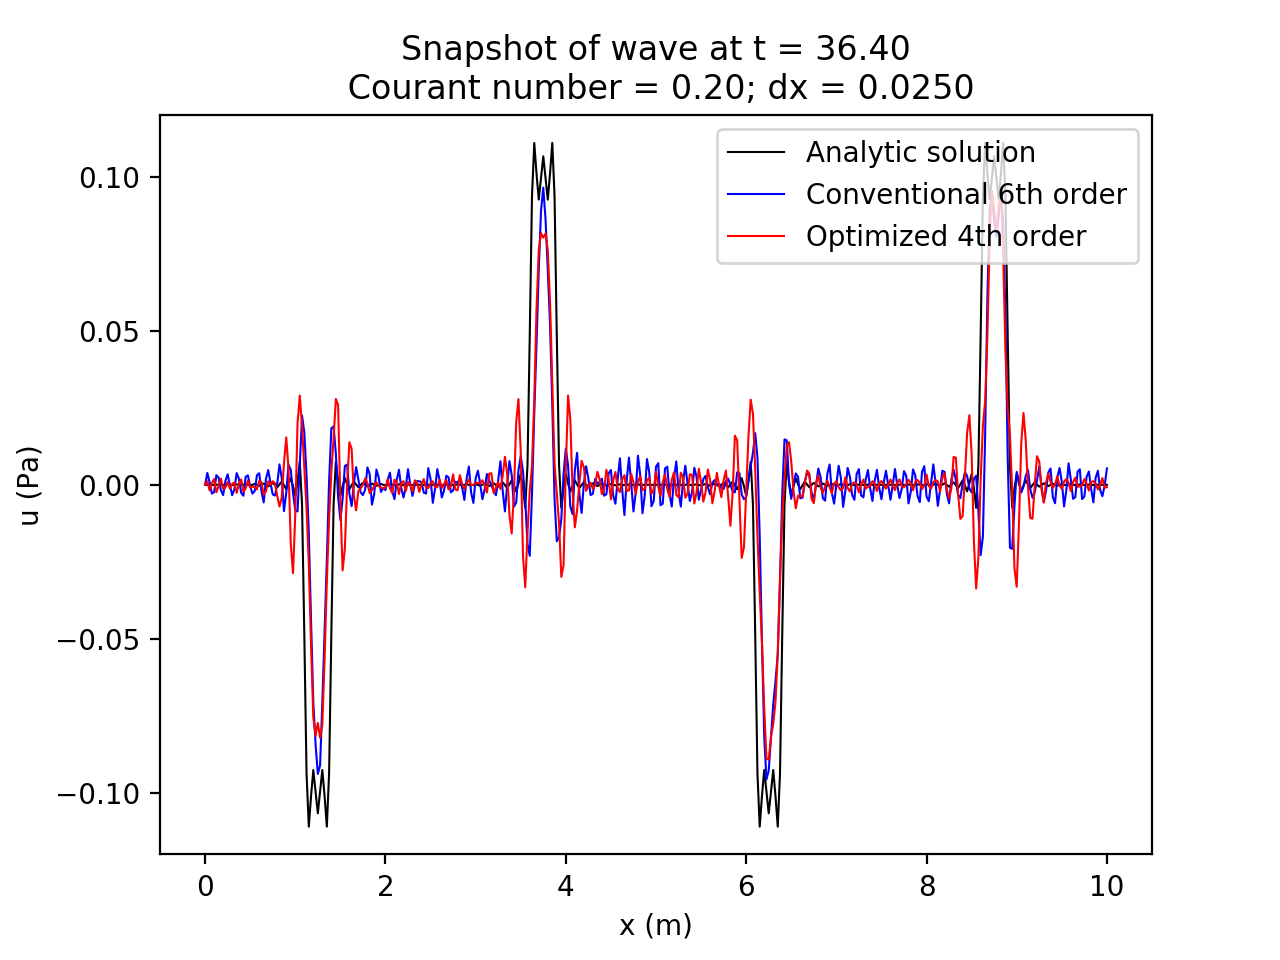 Snapshot of wave at t = 36.40
Courant number = 0.20; dx = 0.0250
Analytic solution
Conventional 6th order
Optimized 4th order
0.10
0.05
0.00
−0.05
−0.10
u (Pa)
0 2 4 6 8 10
x (m)